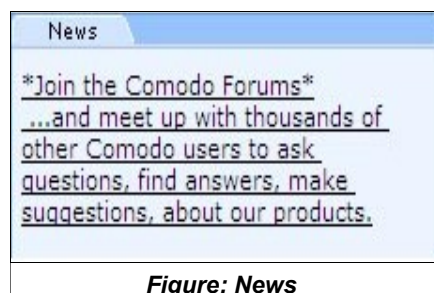 News
*Join the Comodo Forums*
...and meet up with thousands of
other Comodo users to ask
questions, find answers, make
suggestions, about our products.
Figure: News